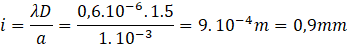 i = λD/a = 0,6.10⁻⁶.1.5/1.10⁻³ = 9.10⁻⁴m = 0,9mm